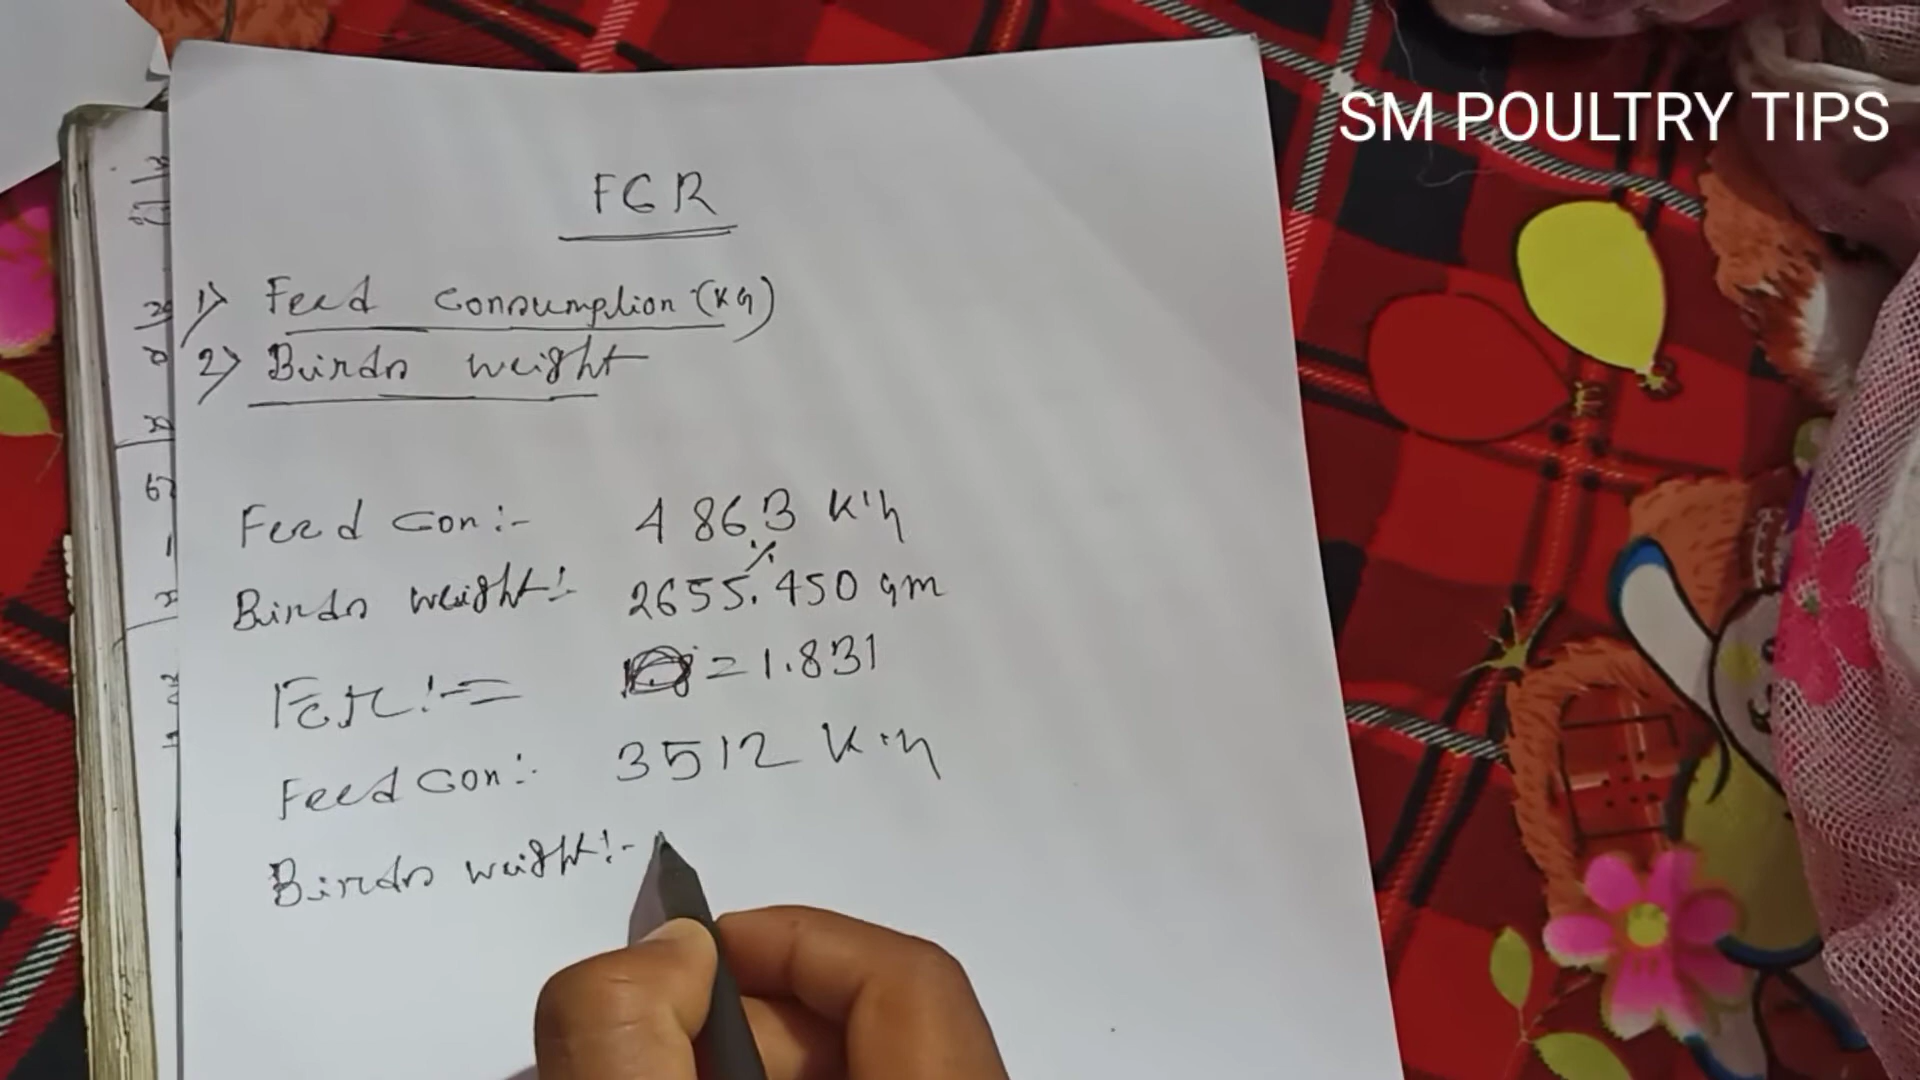 SM POULTRY TIPS
FCR
1) Feed Consumption (Kg)
2) Birds weight
Feed Con :- 4863 K.g
Birds weight :- 2655.450 gm
FCR :- = 1.831
Feed Con :- 3512 K.g
Birds weight :-